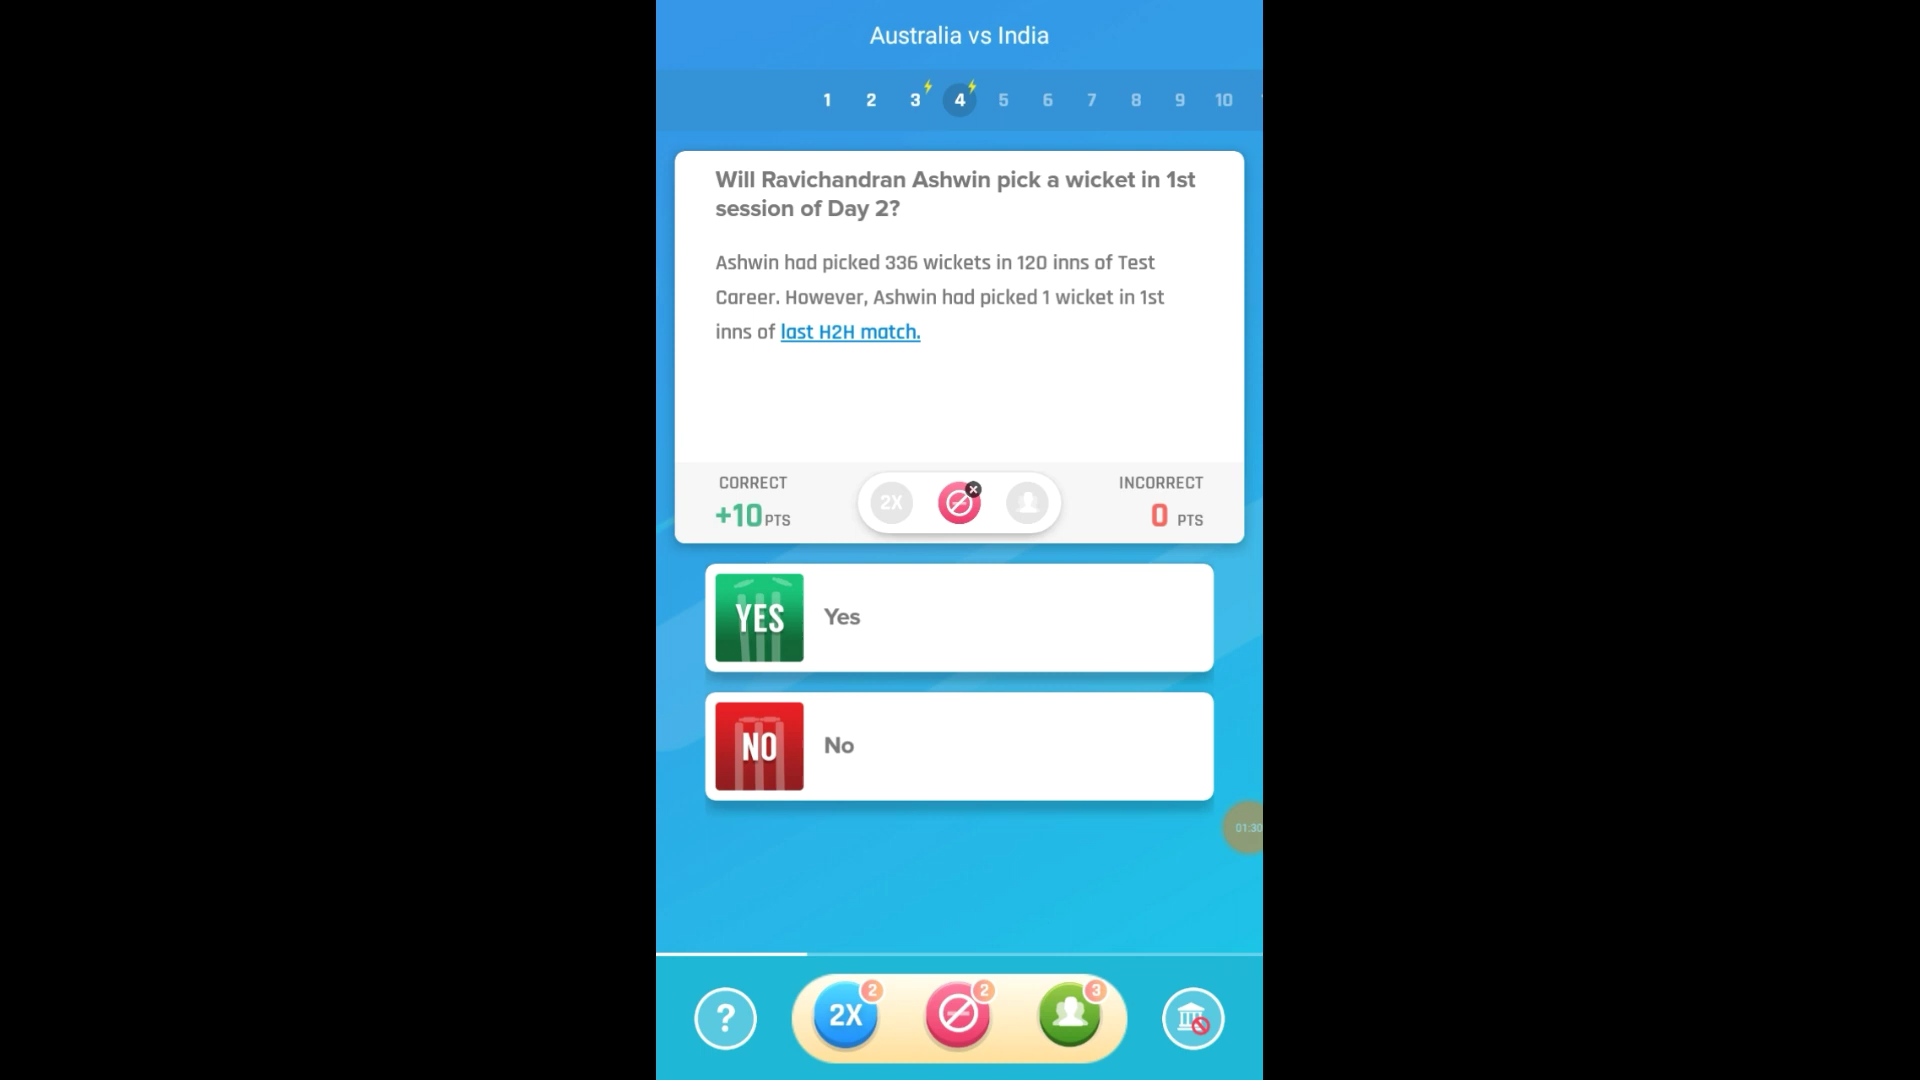 Australia vs India
1 2 3 4 5 6 7 8 9 10
Will Ravichandran Ashwin pick a wicket in 1st
session of Day 2?
Ashwin had picked 336 wickets in 120 inns of Test
Career. However, Ashwin had picked 1 wicket in 1st
inns of last H2H match.
CORRECT
+10 PTS
2X
INCORRECT
0 PTS
YES
Yes
NO
No
01:30
?
2X 2
2
3